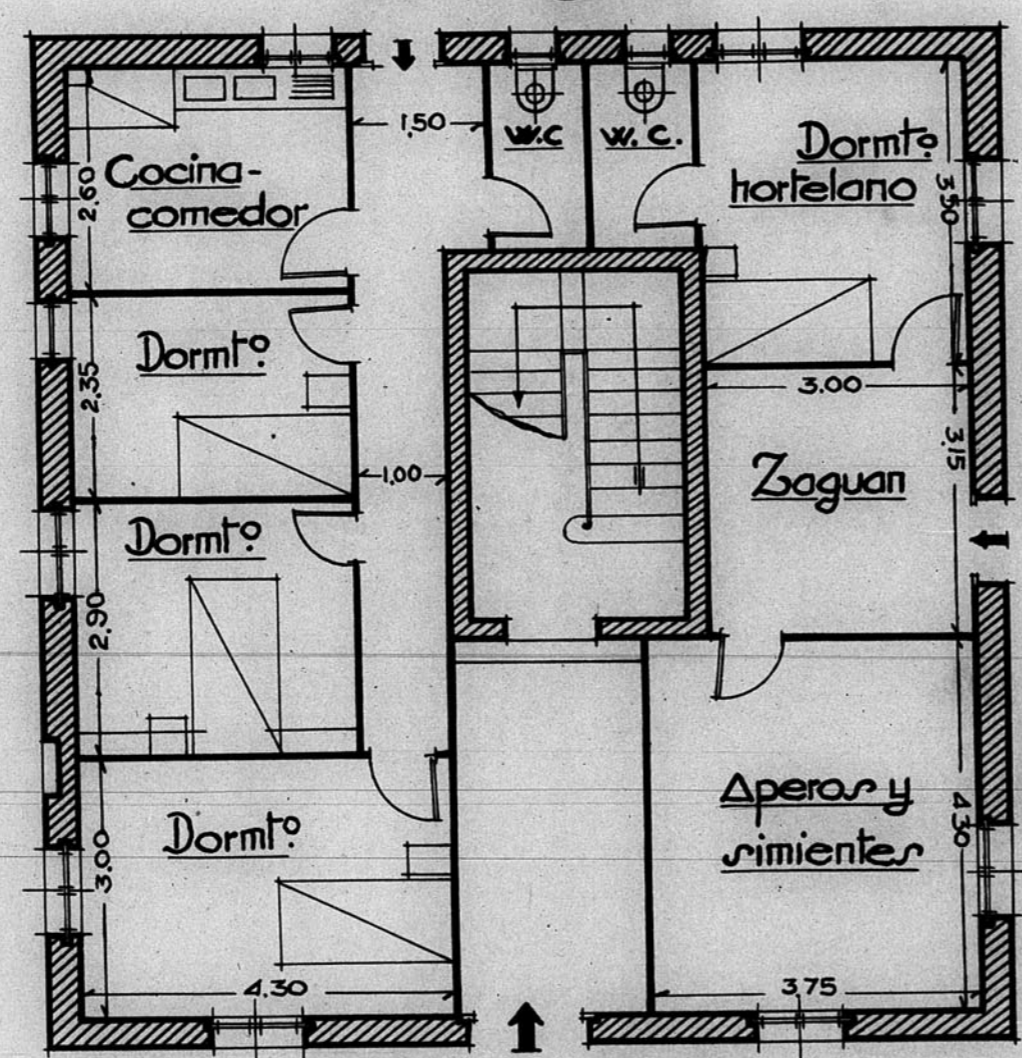 1,50
W.C
W. C.
Dormtº
hortelano
3,50
Cocina-
comedor
2,60
Dormtº
2,35
3.00
3,15
1,00
Zaguan
Dormtº
2,90
Dormtº
3.00
Aperos y
simientes
4,30
4.30
3.75